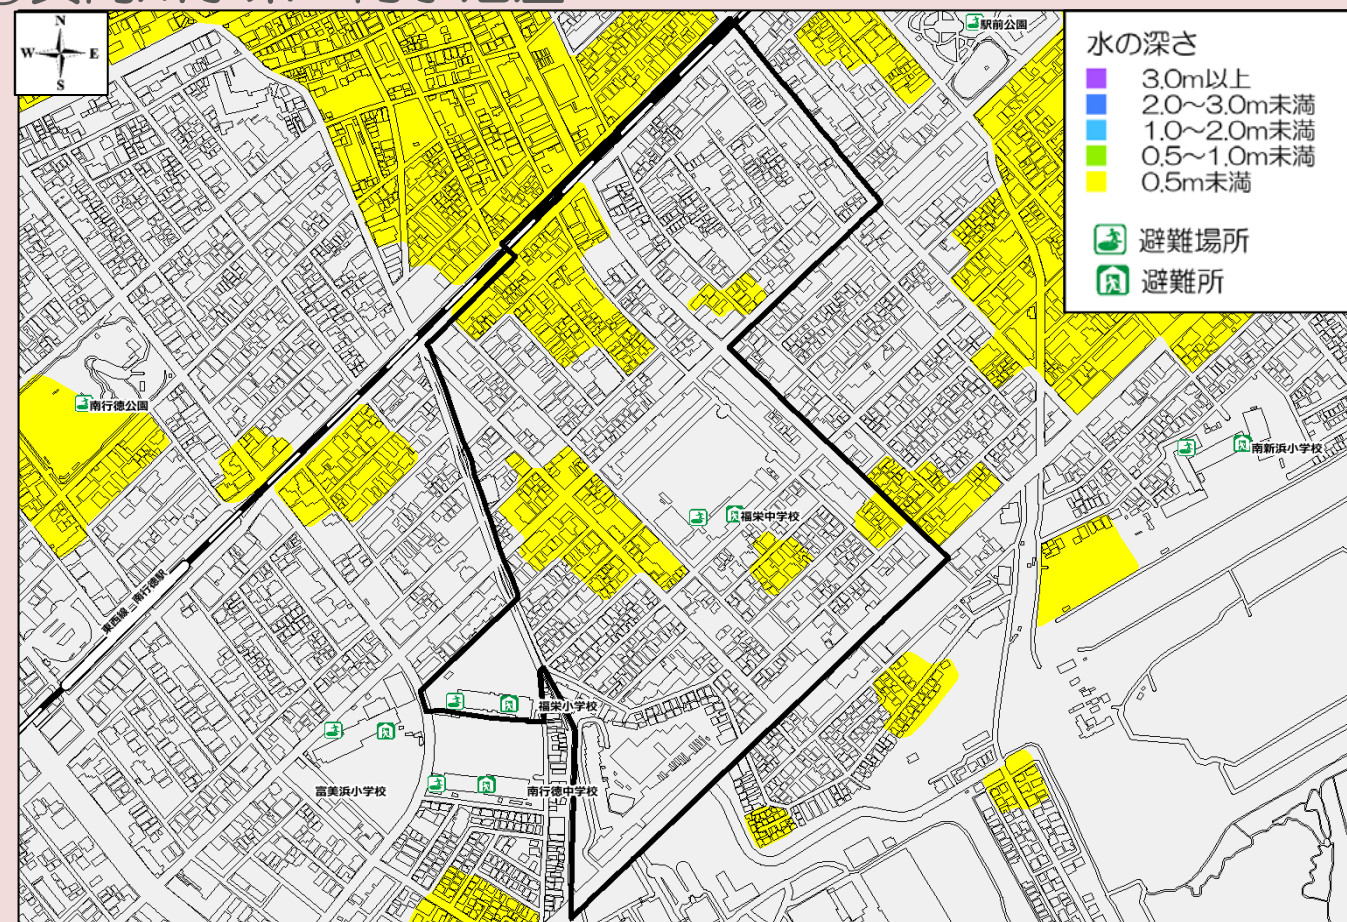 N
W E
S
駅前公園
水の深さ
3.0m以上
2.0～3.0m未満
1.0～2.0m未満
0.5～1.0m未満
0.5m未満
避難場所
避難所
南行徳公園
南新浜小学校
福栄中学校
東西線 南行徳駅
福栄小学校
富美浜小学校
南行徳中学校